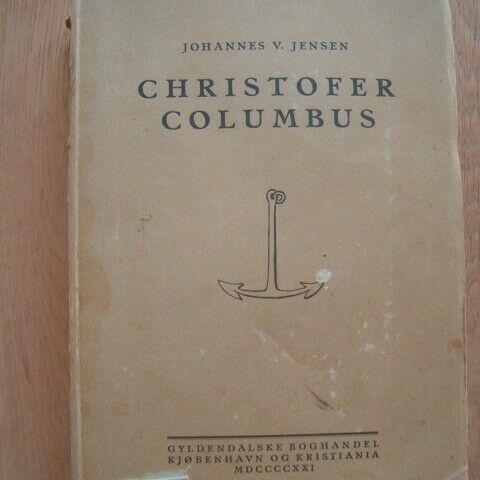 JOHANNES V. JENSEN
CHRISTOFER
COLUMBUS
GYLDENDALSKE BOGHANDEL
KJØBENHAVN OG KRISTIANIA
MDCCCCXXI